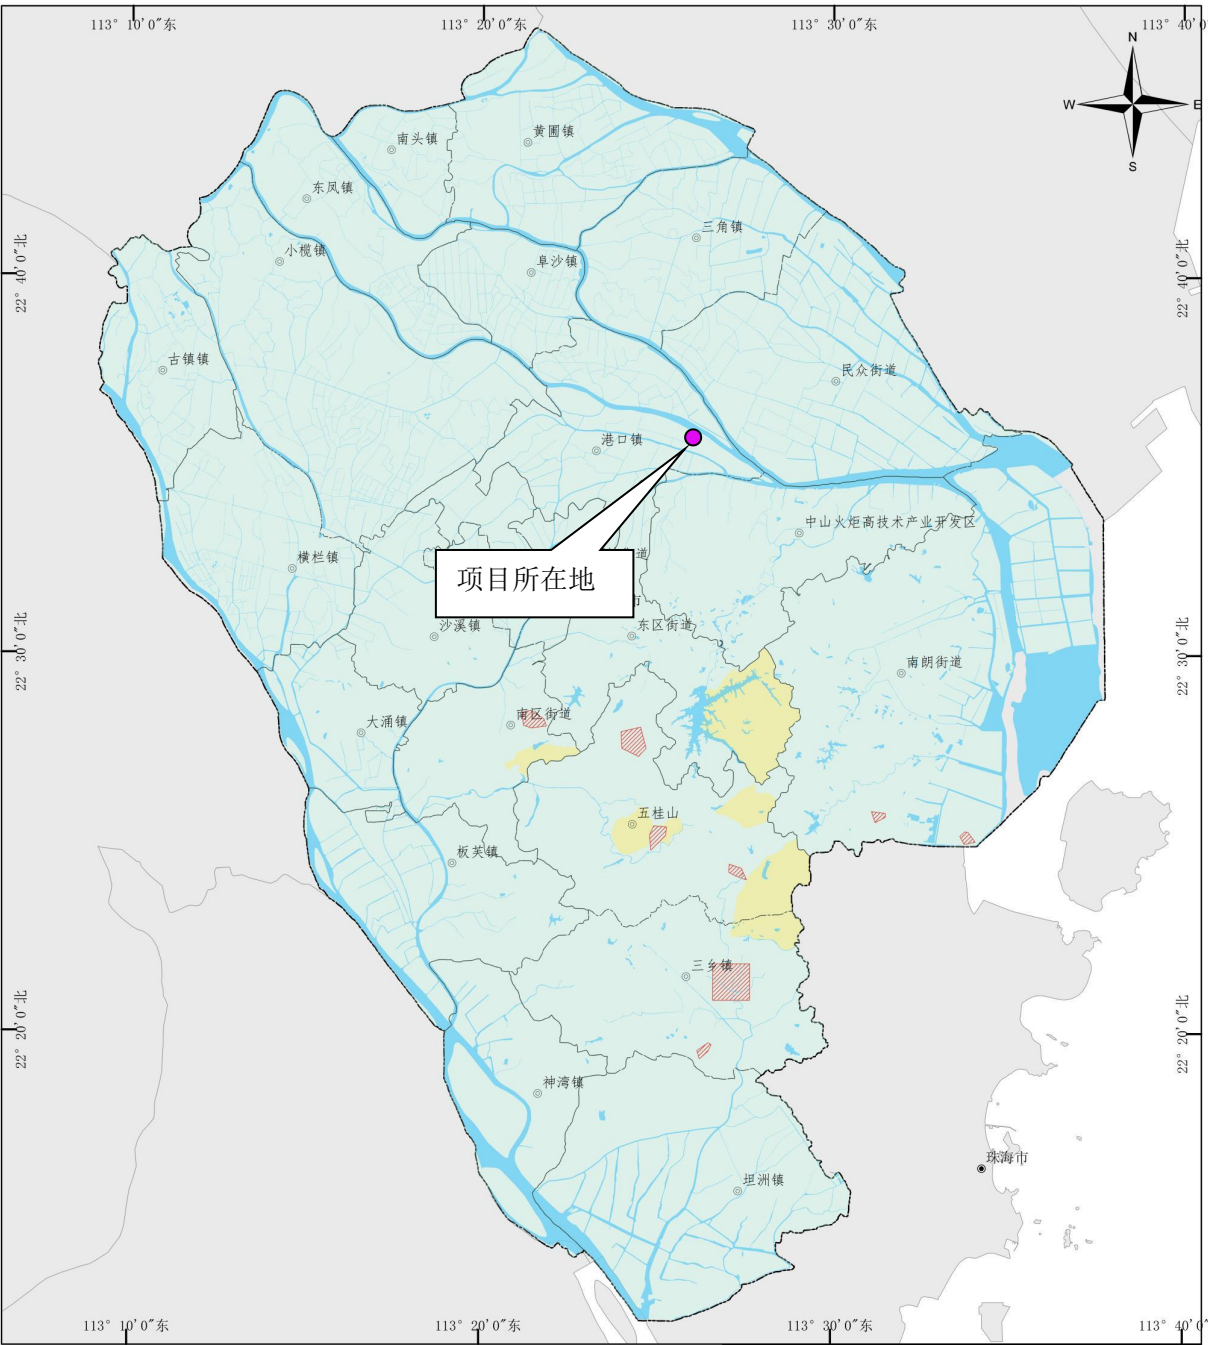 113° 10'0"东
113° 20'0"东
113° 30'0"东
113° 40'0"
N
W
E
S
黄圃镇
南头镇
东凤镇
三角镇
小榄镇
阜沙镇
22° 40'0"北
22° 40'0"北
古镇镇
民众街道
港口镇
中山火炬高技术产业开发区
横栏镇
街道
项目所在地
市
沙溪镇
东区街道
22° 30'0"北
22° 30'0"北
南朗街道
大涌镇
南区街道
五桂山
板芙镇
三乡镇
22° 20'0"北
22° 20'0"北
神湾镇
珠海市
坦洲镇
113° 10'0"东
113° 20'0"东
113° 30'0"东
113° 40'0"